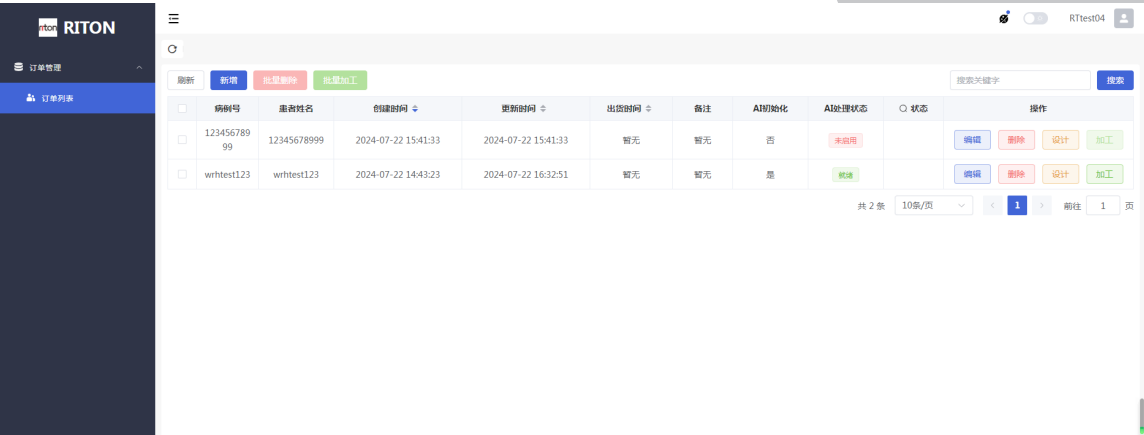 riton RITON
RTtest04
订单管理
订单列表
刷新 新增 批量删除 批量加工 搜索关键字 搜索
病例号 患者姓名 创建时间 更新时间 出货时间 备注 AI初始化 AI处理状态 状态 操作
123456789
99 12345678999 2024-07-22 15:41:33 2024-07-22 15:41:33 暂无 暂无 否 未启用 编辑 删除 设计 加工
wrhtest123 wrhtest123 2024-07-22 14:43:23 2024-07-22 16:32:51 暂无 暂无 是 就绪 编辑 删除 设计 加工
共 2 条 10条/页 1 前往 1 页